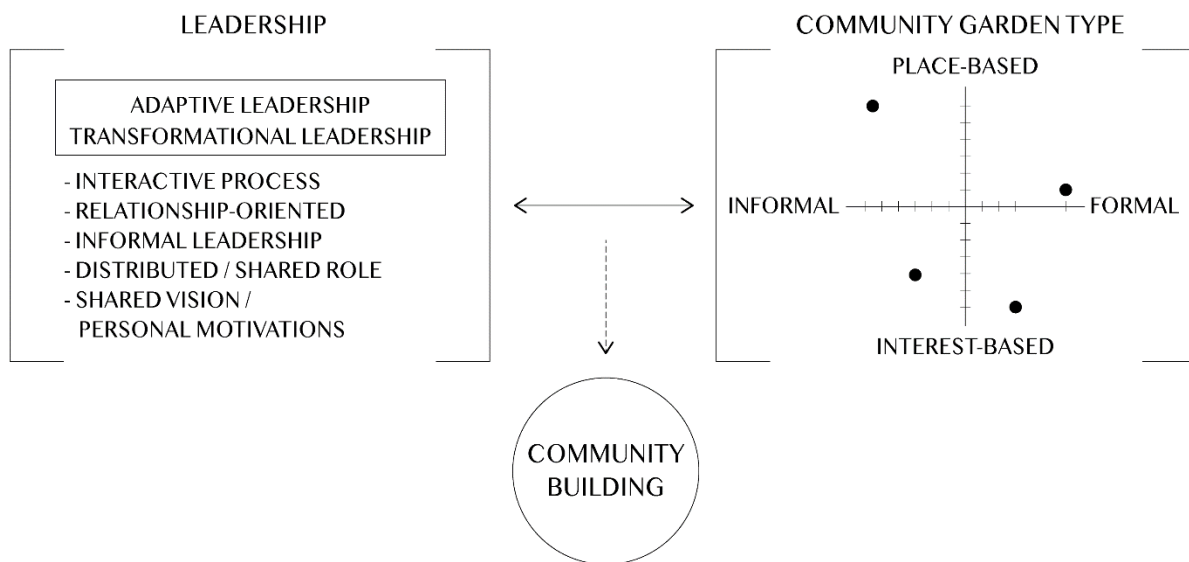 LEADERSHIP
ADAPTIVE LEADERSHIP
TRANSFORMATIONAL LEADERSHIP
- INTERACTIVE PROCESS
- RELATIONSHIP-ORIENTED
- INFORMAL LEADERSHIP
- DISTRIBUTED / SHARED ROLE
- SHARED VISION /
PERSONAL MOTIVATIONS
COMMUNITY GARDEN TYPE
PLACE-BASED
INFORMAL
FORMAL
INTEREST-BASED
COMMUNITY
BUILDING